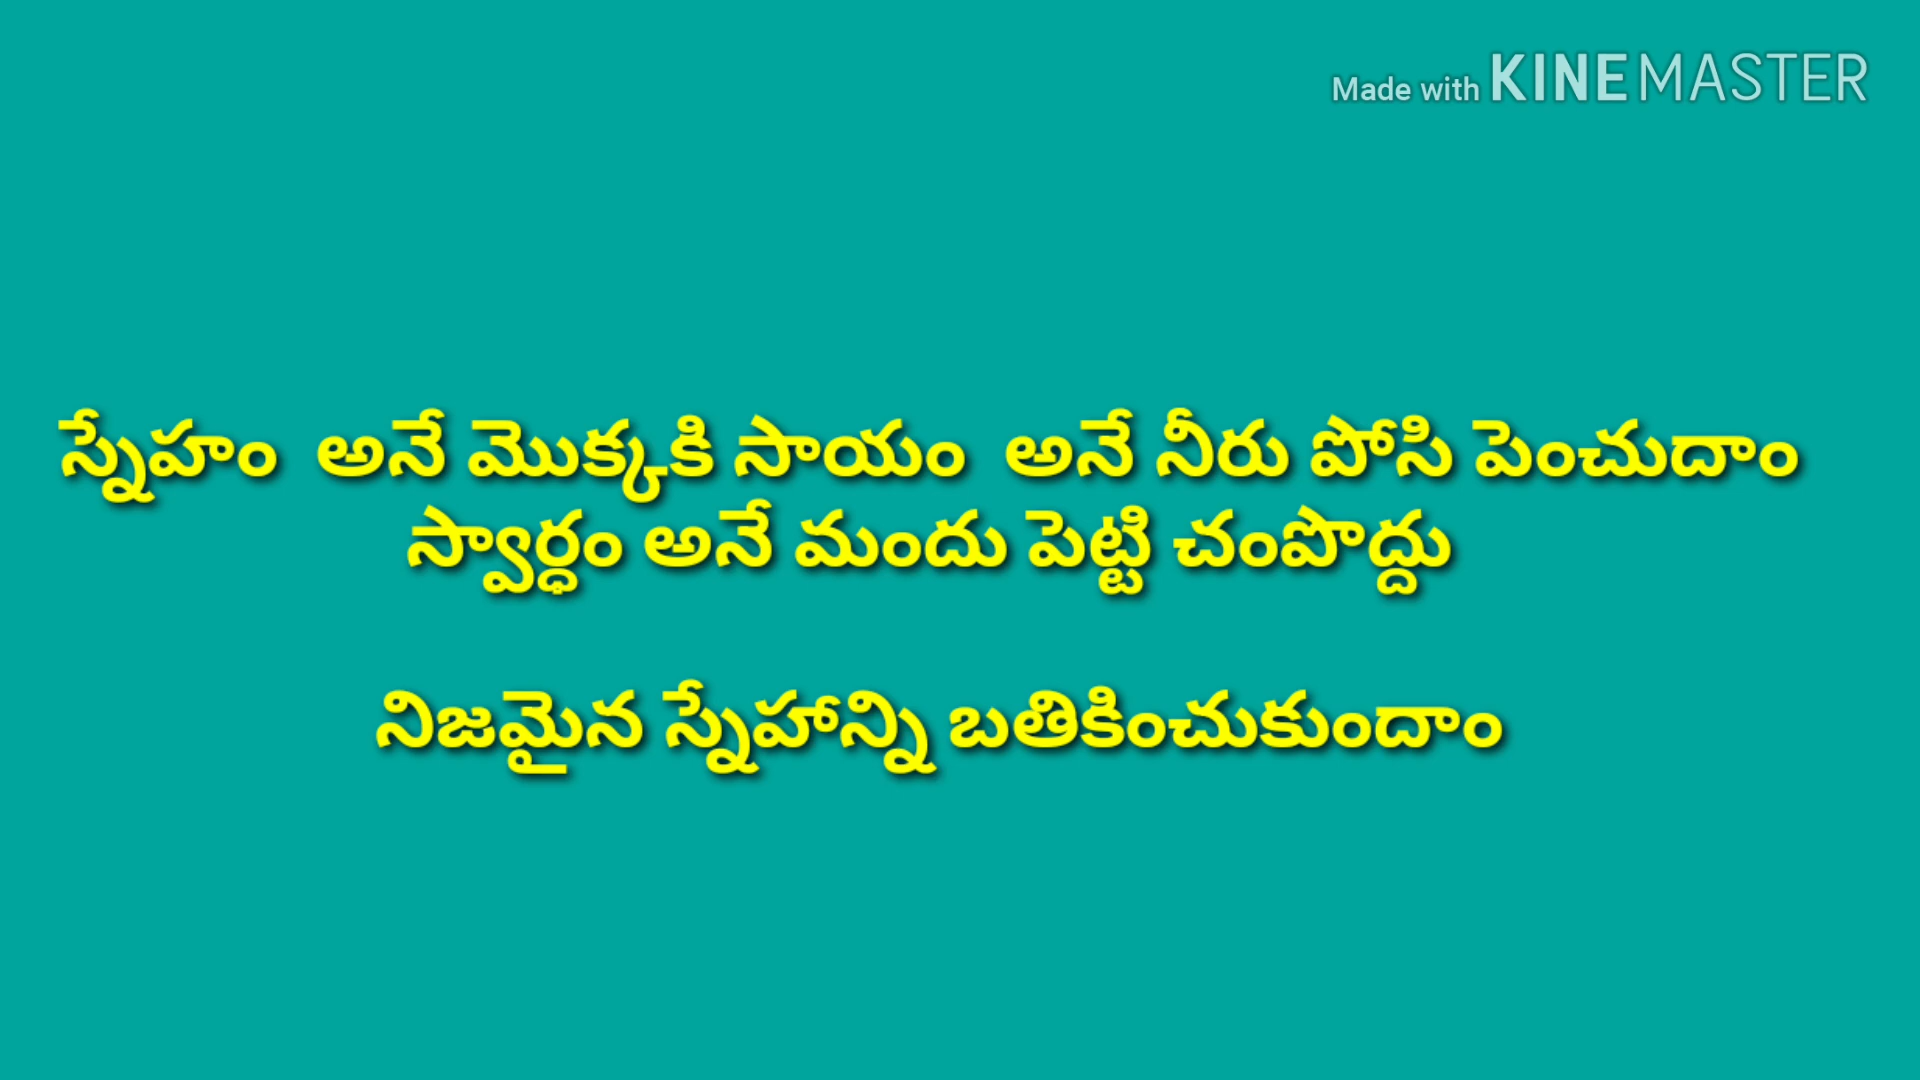 Made with KINEMASTER
స్నేహం అనే మొక్కకి సాయం అనే నీరు పోసి పెంచుదాం
స్వార్ధం అనే మందు పెట్టి చంపొద్దు
నిజమైన స్నేహాన్ని బతికించుకుందాం